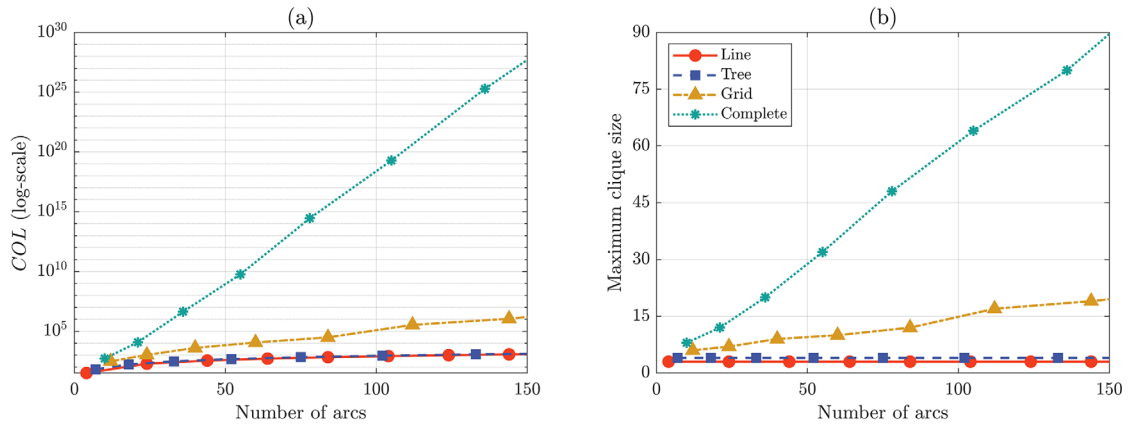 (a)
10^30
10^25
10^20
10^15
10^10
10^5
COL (log-scale)
0 50 100 150
Number of arcs
(b)
90
75
60
45
30
15
0
Maximum clique size
Line
Tree
Grid
Complete
0 50 100 150
Number of arcs